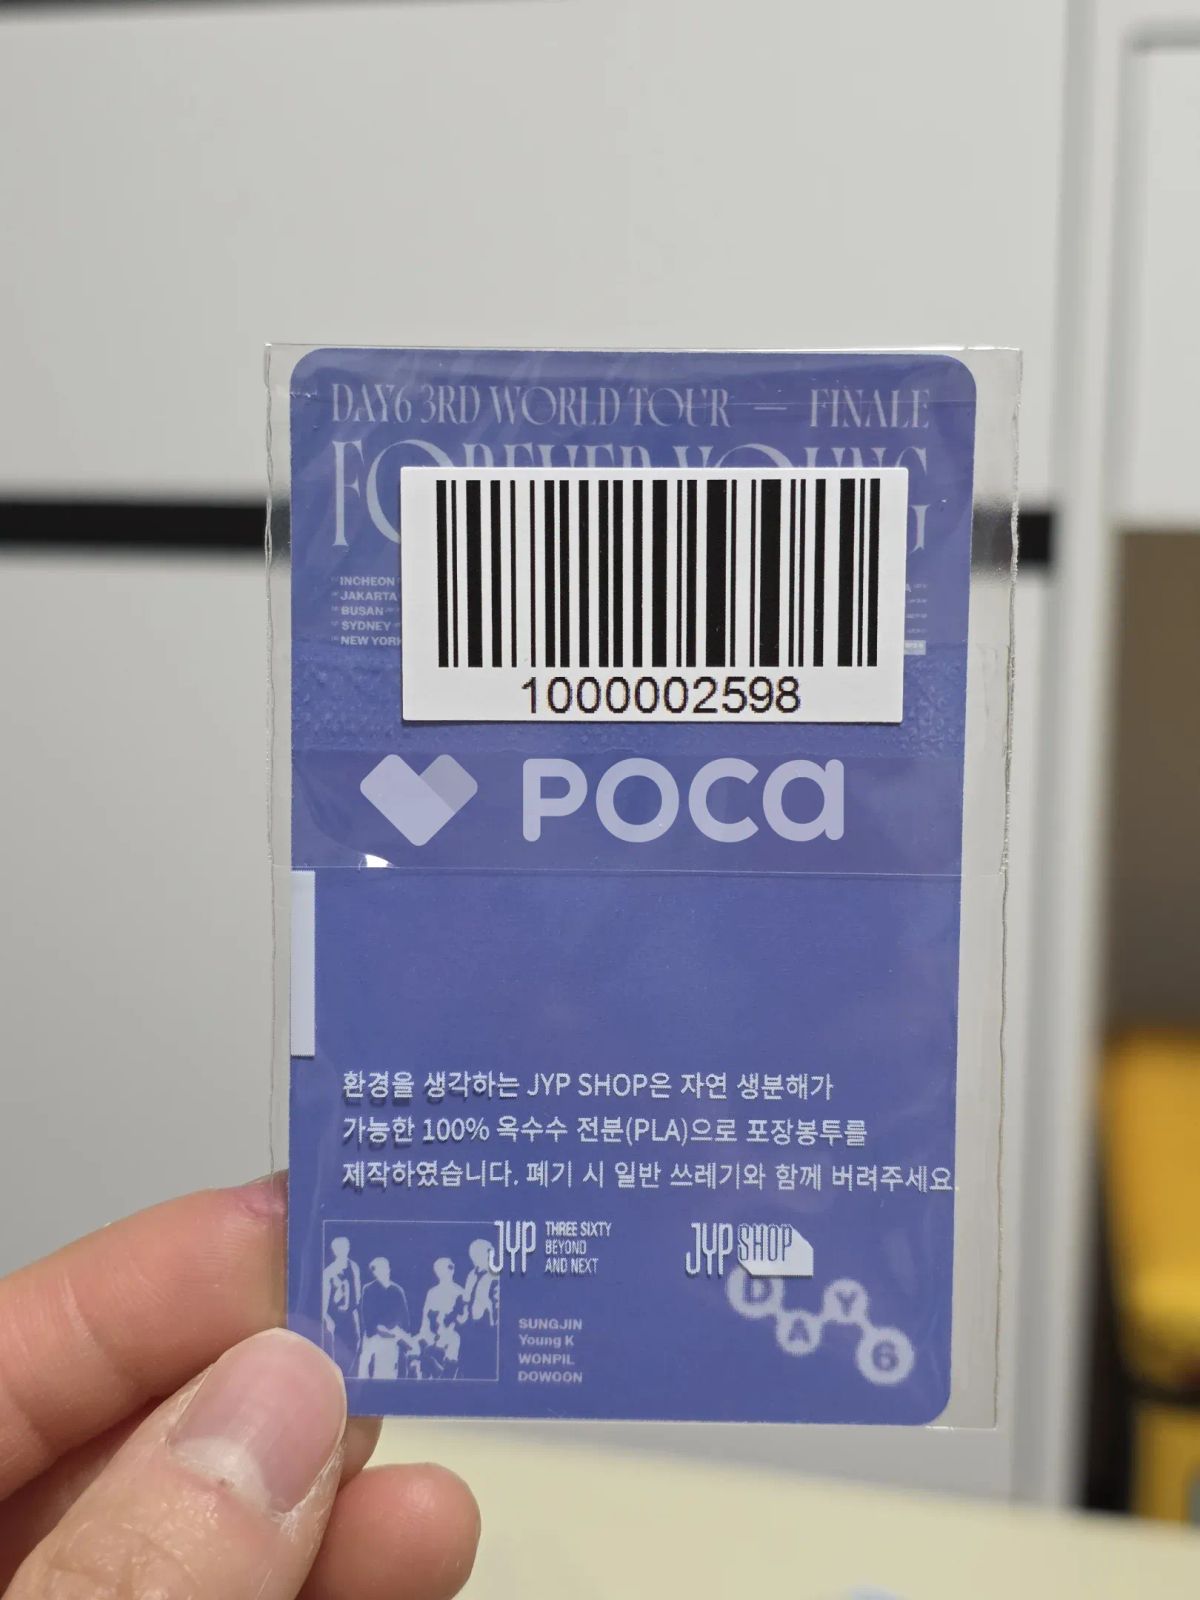 DAY6 3RD WORLD TOUR — FINALE
FOREVER YOUNG
INCHEON
JAKARTA
BUSAN
SYDNEY
NEW YORK
1000002598
POCA
환경을 생각하는 JYP SHOP은 자연 생분해가
가능한 100% 옥수수 전분(PLA)으로 포장봉투를
제작하였습니다. 폐기 시 일반 쓰레기와 함께 버려주세요.
JYP THREE SIXTY
BEYOND
AND NEXT
JYP SHOP
SUNGJIN
Young K
WONPIL
DOWOON
DAY6